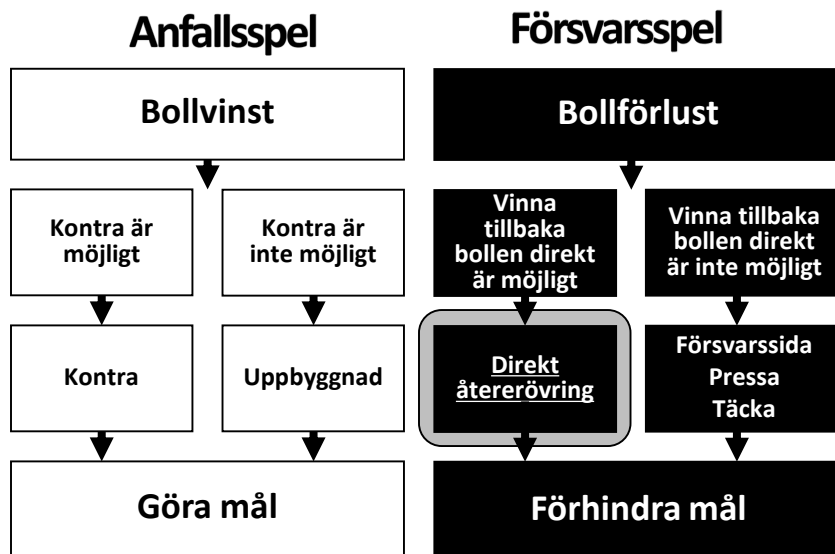 Anfallsspel
Försvarsspel
Bollvinst
Bollförlust
Kontra är
möjligt
Kontra är
inte möjligt
Vinna
tillbaka
bollen direkt
är möjligt
Vinna tillbaka
bollen direkt
är inte möjligt
Kontra
Uppbyggnad
Direkt
återerövring
Försvarssida
Pressa
Täcka
Göra mål
Förhindra mål